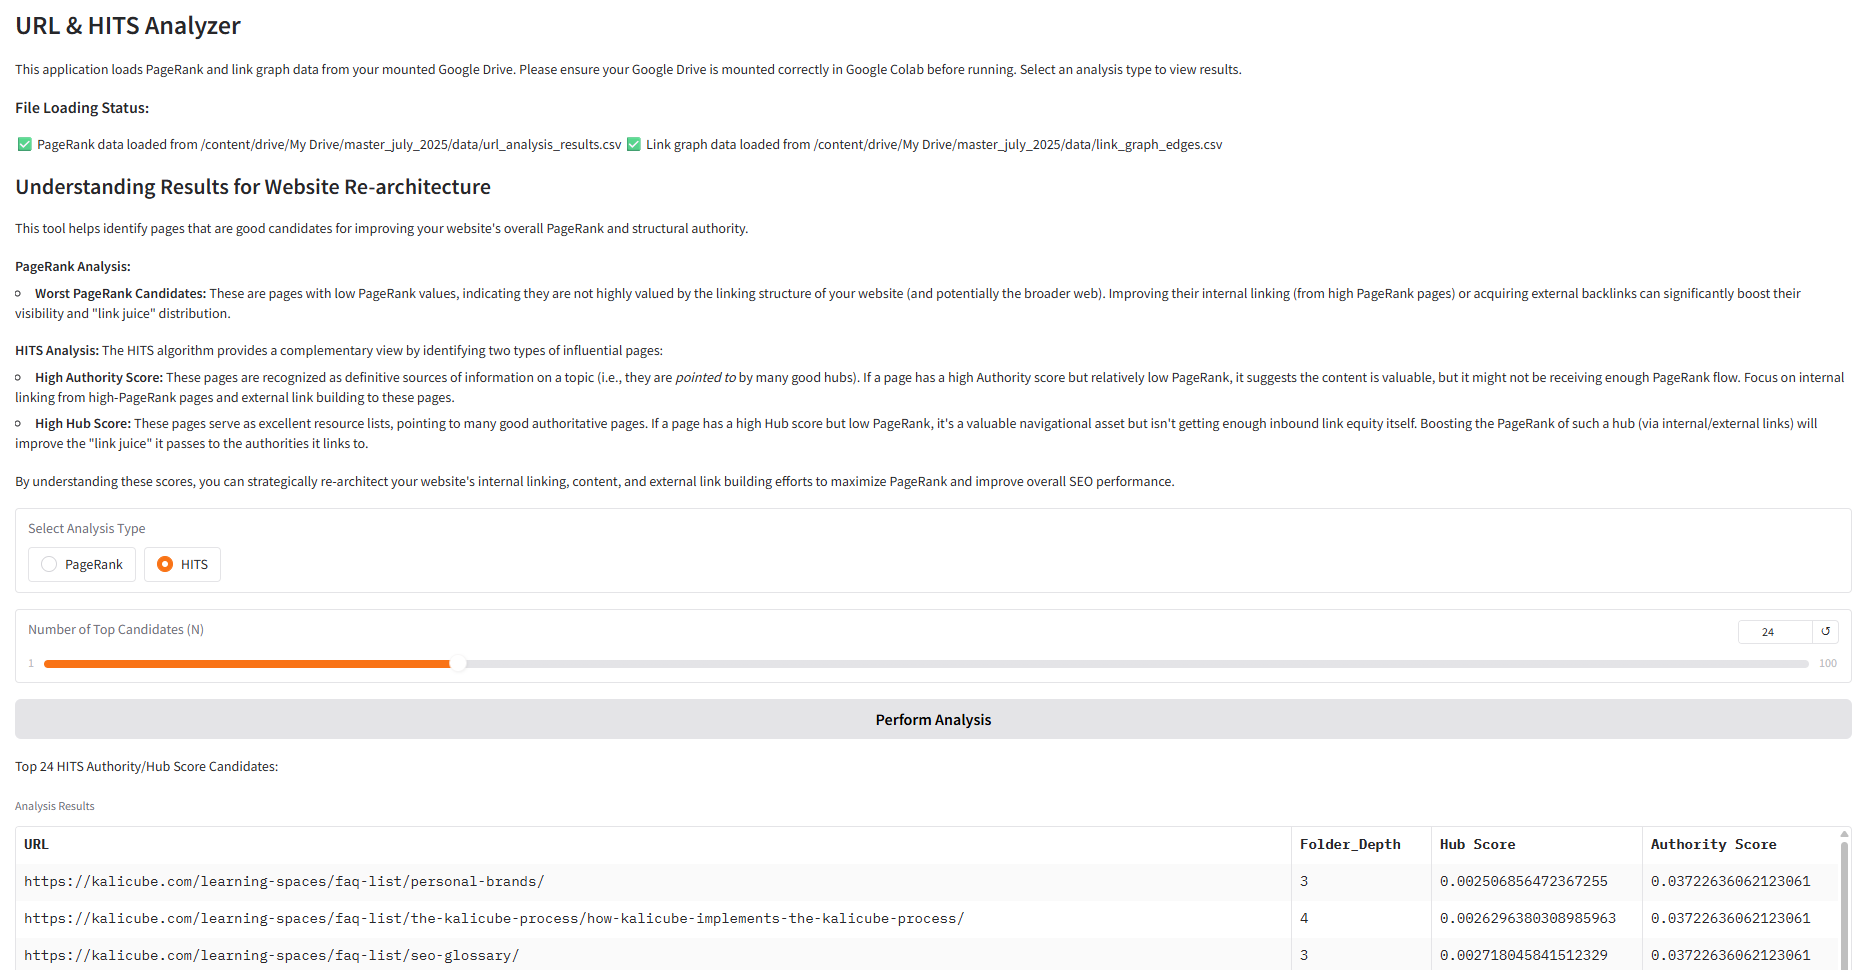 URL & HITS Analyzer
This application loads PageRank and link graph data from your mounted Google Drive. Please ensure your Google Drive is mounted correctly in Google Colab before running. Select an analysis type to view results.
File Loading Status:
✅ PageRank data loaded from /content/drive/My Drive/master_july_2025/data/url_analysis_results.csv ✅ Link graph data loaded from /content/drive/My Drive/master_july_2025/data/link_graph_edges.csv
Understanding Results for Website Re-architecture
This tool helps identify pages that are good candidates for improving your website's overall PageRank and structural authority.
PageRank Analysis:
Worst PageRank Candidates: These are pages with low PageRank values, indicating they are not highly valued by the linking structure of your website (and potentially the broader web). Improving their internal linking (from high PageRank pages) or acquiring external backlinks can significantly boost their
visibility and "link juice" distribution.
HITS Analysis: The HITS algorithm provides a complementary view by identifying two types of influential pages:
High Authority Score: These pages are recognized as definitive sources of information on a topic (i.e., they are pointed to by many good hubs). If a page has a high Authority score but relatively low PageRank, it suggests the content is valuable, but it might not be receiving enough PageRank flow. Focus on internal
linking from high-PageRank pages and external link building to these pages.
High Hub Score: These pages serve as excellent resource lists, pointing to many good authoritative pages. If a page has a high Hub score but low PageRank, it's a valuable navigational asset but isn't getting enough inbound link equity itself. Boosting the PageRank of such a hub (via internal/external links) will
improve the "link juice" it passes to the authorities it links to.
By understanding these scores, you can strategically re-architect your website's internal linking, content, and external link building efforts to maximize PageRank and improve overall SEO performance.
Select Analysis Type
PageRank HITS
Number of Top Candidates (N) 24 ↺
1 100
Perform Analysis
Top 24 HITS Authority/Hub Score Candidates:
Analysis Results
URL Folder_Depth Hub Score Authority Score
https://kalicube.com/learning-spaces/faq-list/personal-brands/ 3 0.002506856472367255 0.03722636062123061
https://kalicube.com/learning-spaces/faq-list/the-kalicube-process/how-kalicube-implements-the-kalicube-process/ 4 0.0026296380308985963 0.03722636062123061
https://kalicube.com/learning-spaces/faq-list/seo-glossary/ 3 0.002718045841512329 0.03722636062123061